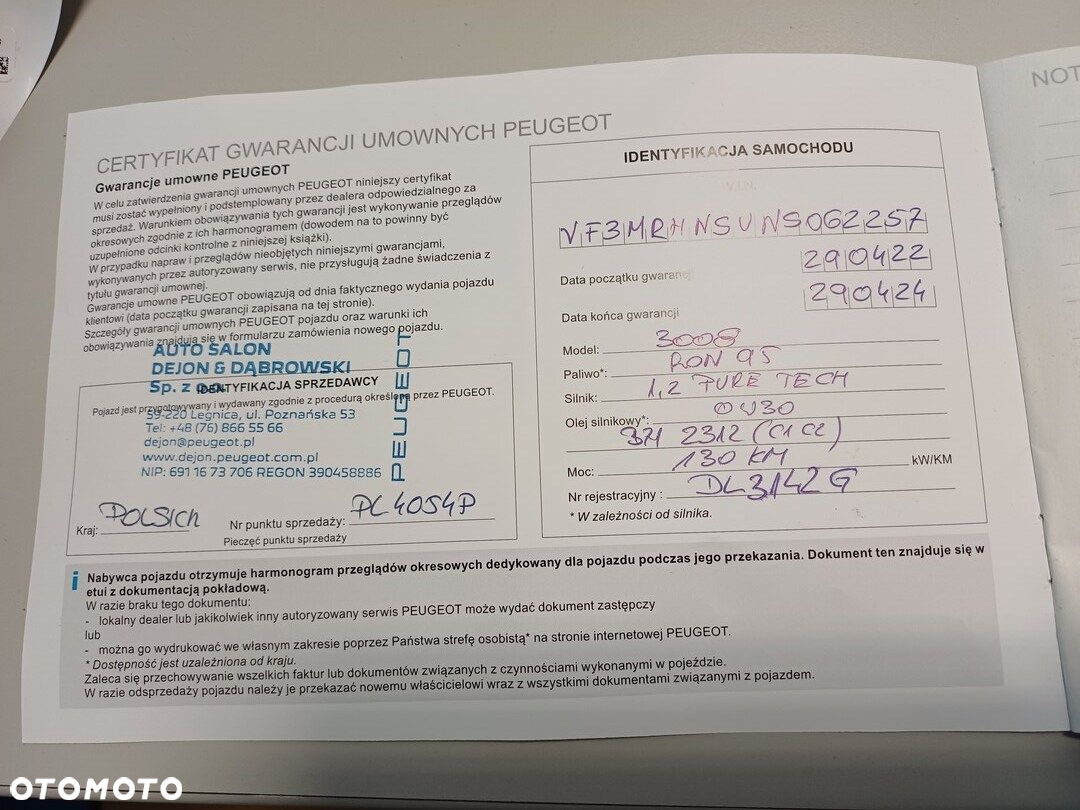 NOT
CERTYFIKAT GWARANCJI UMOWNYCH PEUGEOT
Gwarancje umowne PEUGEOT
W celu zatwierdzenia gwarancji umownych PEUGEOT niniejszy certyfikat
musi zostać wypełniony i podstemplowany przez dealera odpowiedzialnego za
sprzedaż. Warunkiem obowiązywania tych gwarancji jest wykonywanie przeglądów
okresowych zgodnie z ich harmonogramem (dowodem na to powinny być
uzupełnione odcinki kontrolne z niniejszej książki).
W przypadku napraw i przeglądów nieobjętych niniejszymi gwarancjami,
wykonywanych przez autoryzowany serwis, nie przysługują żadne świadczenia z
tytułu gwarancji umownej.
Gwarancje umowne PEUGEOT obowiązują od dnia faktycznego wydania pojazdu
klientowi (data początku gwarancji zapisana na tej stronie).
Szczegóły gwarancji umownych PEUGEOT pojazdu oraz warunki ich
obowiązywania znajdują się w formularzu zamówienia nowego pojazdu.
AUTO SALON
DEJON & DĄBROWSKI
Sp. z o.o.
IDENTYFIKACJA SPRZEDAWCY
Pojazd jest przygotowywany i wydawany zgodnie z procedurą określoną przez PEUGEOT.
59-220 Legnica, ul. Poznańska 53
Tel: +48 (76) 866 55 66
dejon@peugeot.pl
www.dejon.peugeot.com.pl
NIP: 691 16 73 706 REGON 390458886
PEUGEOT
Kraj: POLSKA
Nr punktu sprzedaży: PL4054P
Pieczęć punktu sprzedaży
IDENTYFIKACJA SAMOCHODU
V.I.N.
VF3MRHNSUNS062257
Data początku gwarancji 290422
Data końca gwarancji 290424
Model: 3008
Paliwo*: RON 95
Silnik: 1,2 PURE TECH
Olej silnikowy*: 0W30
2312 (C1 C2)
Moc: 130 KM kW/KM
Nr rejestracyjny : DL3142G
* W zależności od silnika.
i Nabywca pojazdu otrzymuje harmonogram przeglądów okresowych dedykowany dla pojazdu podczas jego przekazania. Dokument ten znajduje się w
etui z dokumentacją pokładową.
W razie braku tego dokumentu:
- lokalny dealer lub jakikolwiek inny autoryzowany serwis PEUGEOT może wydać dokument zastępczy
lub
- można go wydrukować we własnym zakresie poprzez Państwa strefę osobistą* na stronie internetowej PEUGEOT.
* Dostępność jest uzależniona od kraju.
Zaleca się przechowywanie wszelkich faktur lub dokumentów związanych z czynnościami wykonanymi w pojeździe.
W razie odsprzedaży pojazdu należy je przekazać nowemu właścicielowi wraz z wszystkimi dokumentami związanymi z pojazdem.
OTOMOTO